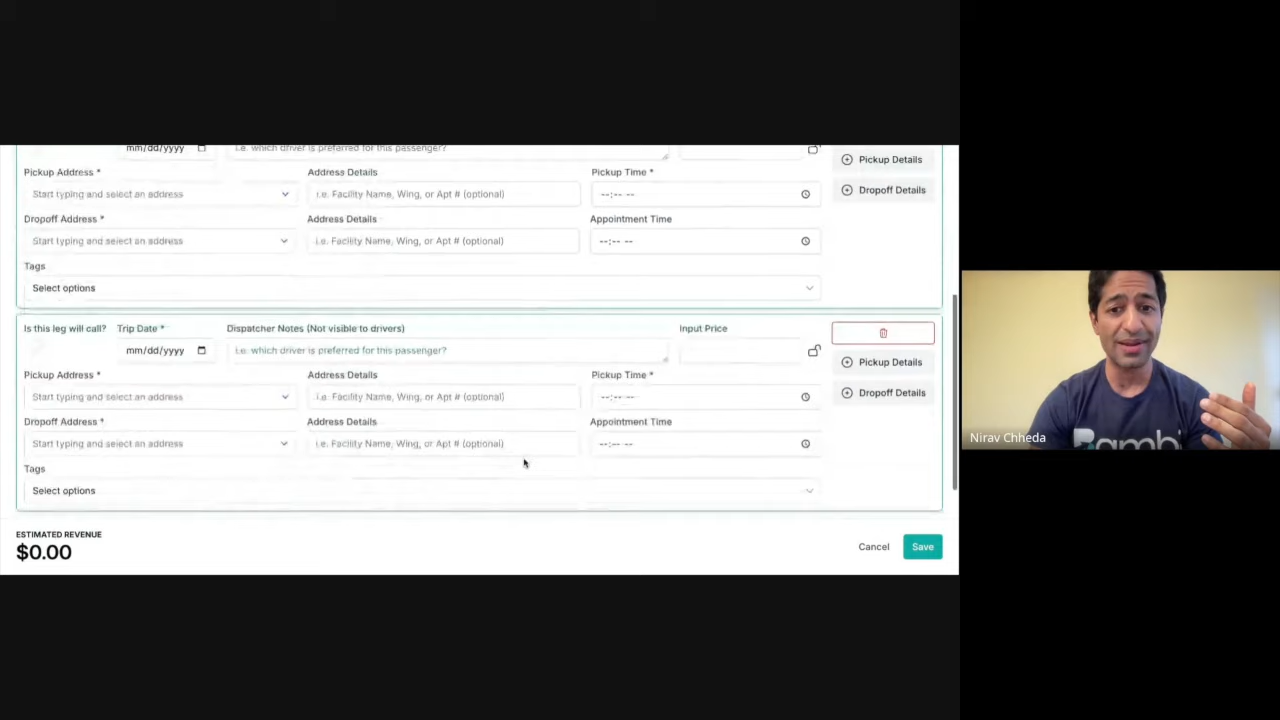 mm/dd/yyyy i.e. which driver is preferred for this passenger?
Pickup Details
Pickup Address * Address Details Pickup Time *
Start typing and select an address i.e. Facility Name, Wing, or Apt # (optional) --:-- -- Dropoff Details
Dropoff Address * Address Details Appointment Time
Start typing and select an address i.e. Facility Name, Wing, or Apt # (optional) --:-- --
Tags
Select options
Is this leg will call? Trip Date * Dispatcher Notes (Not visible to drivers) Input Price
mm/dd/yyyy i.e. which driver is preferred for this passenger?
Pickup Details
Pickup Address * Address Details Pickup Time *
Start typing and select an address i.e. Facility Name, Wing, or Apt # (optional) --:-- -- Dropoff Details
Dropoff Address * Address Details Appointment Time
Start typing and select an address i.e. Facility Name, Wing, or Apt # (optional) --:-- --
Tags
Select options
ESTIMATED REVENUE
$0.00
Cancel Save
Nirav Chheda